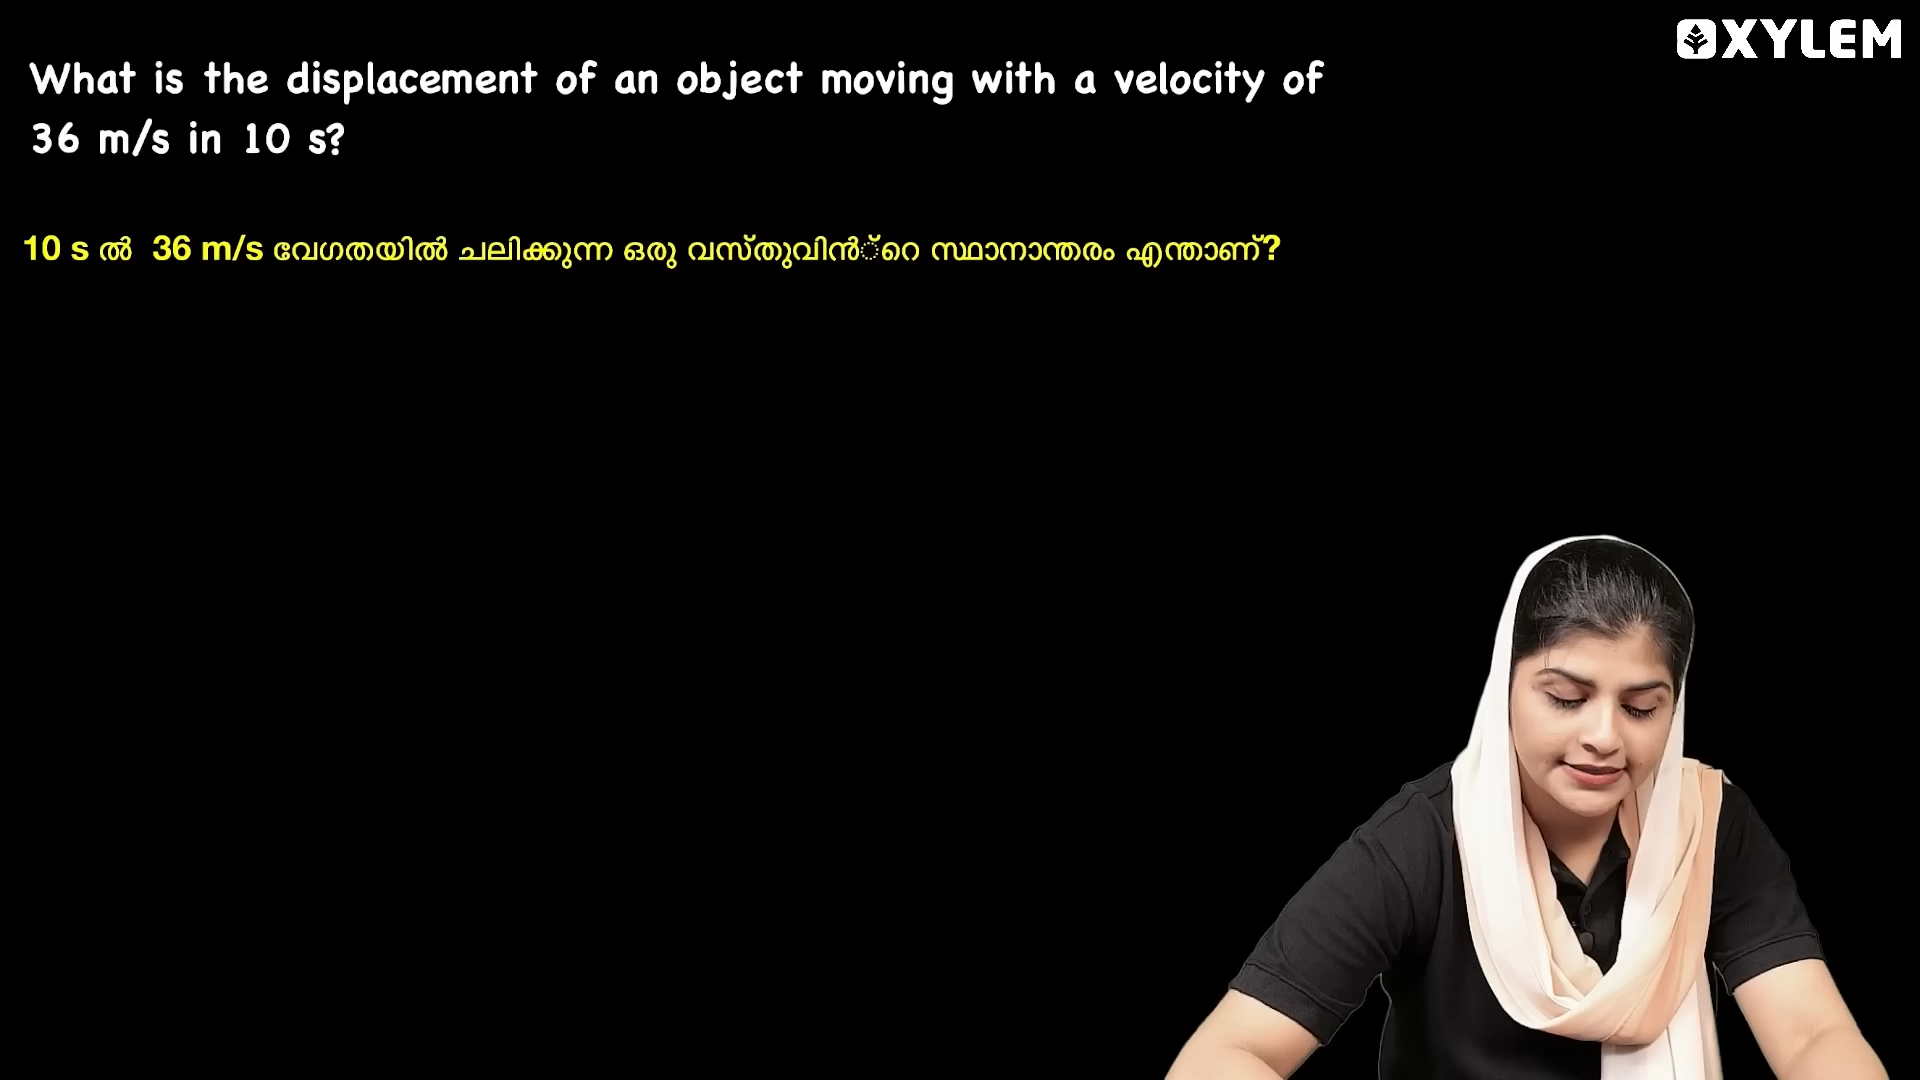 XYLEM
What is the displacement of an object moving with a velocity of
36 m/s in 10 s?
10 s ൽ 36 m/s വേഗതയിൽ ചലിക്കുന്ന ഒരു വസ്തുവിൻ്റെ സ്ഥാനാന്തരം എന്താണ്?